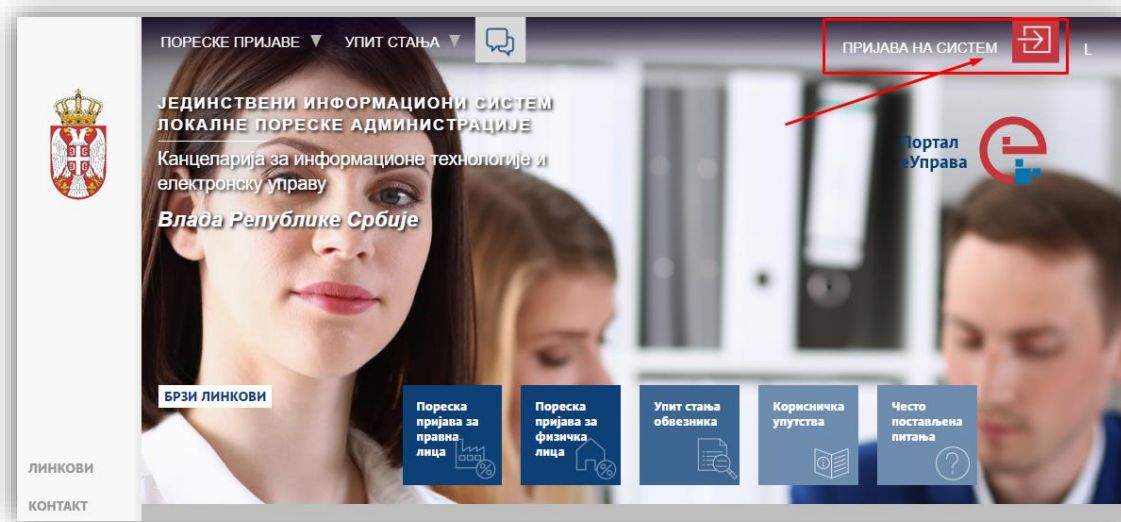 ПОРЕСКЕ ПРИЈАВЕ ▼ УПИТ СТАЊА ▼
ПРИЈАВА НА СИСТЕМ
L
ЈЕДИНСТВЕНИ ИНФОРМАЦИОНИ СИСТЕМ
ЛОКАЛНЕ ПОРЕСКЕ АДМИНИСТРАЦИЈЕ
Канцеларија за информационе технологије и
електронску управу
Влада Републике Србије
Портал
еУправа
БРЗИ ЛИНКОВИ
Пореска
пријава за
правна
лица
Пореска
пријава за
физичка
лица
Упит стања
обвезника
Корисничка
упутства
Често
постављена
питања
ЛИНКОВИ
КОНТАКТ